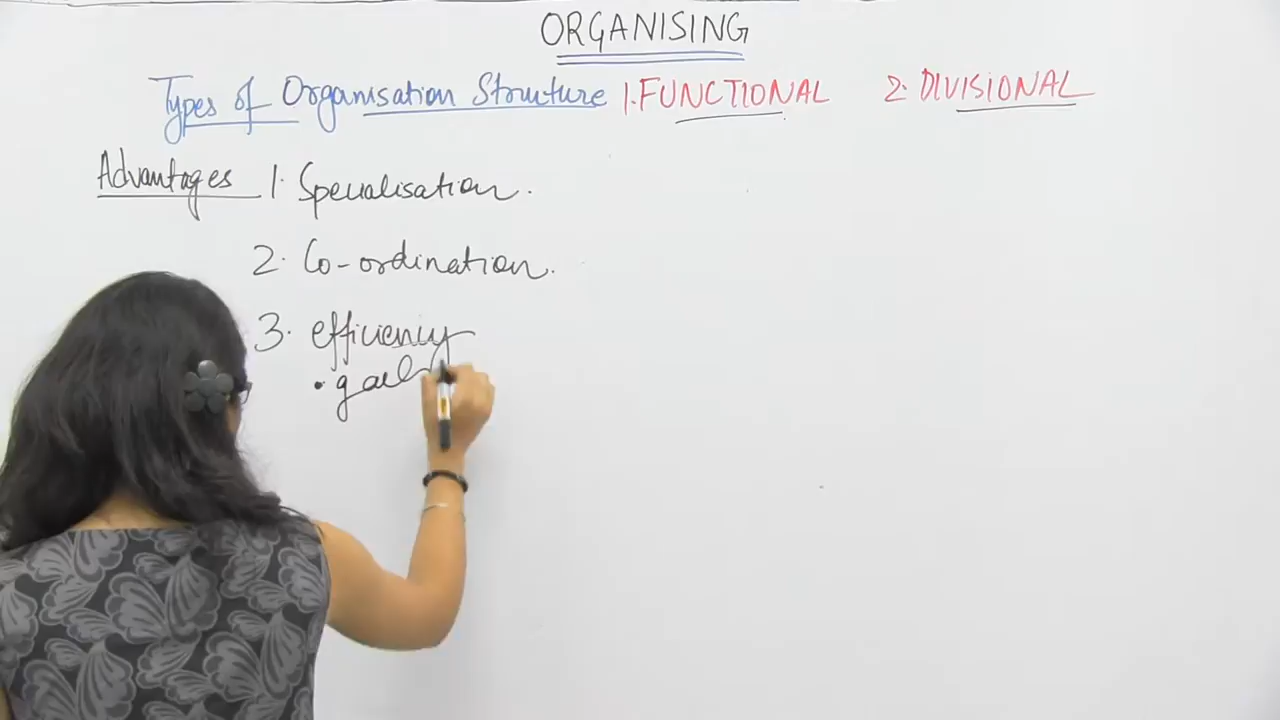 ORGANISING
Types of Organisation Structure 1. FUNCTIONAL 2. DIVISIONAL
Advantages 1. Specialisation.
2. Co-ordination.
3. efficiency